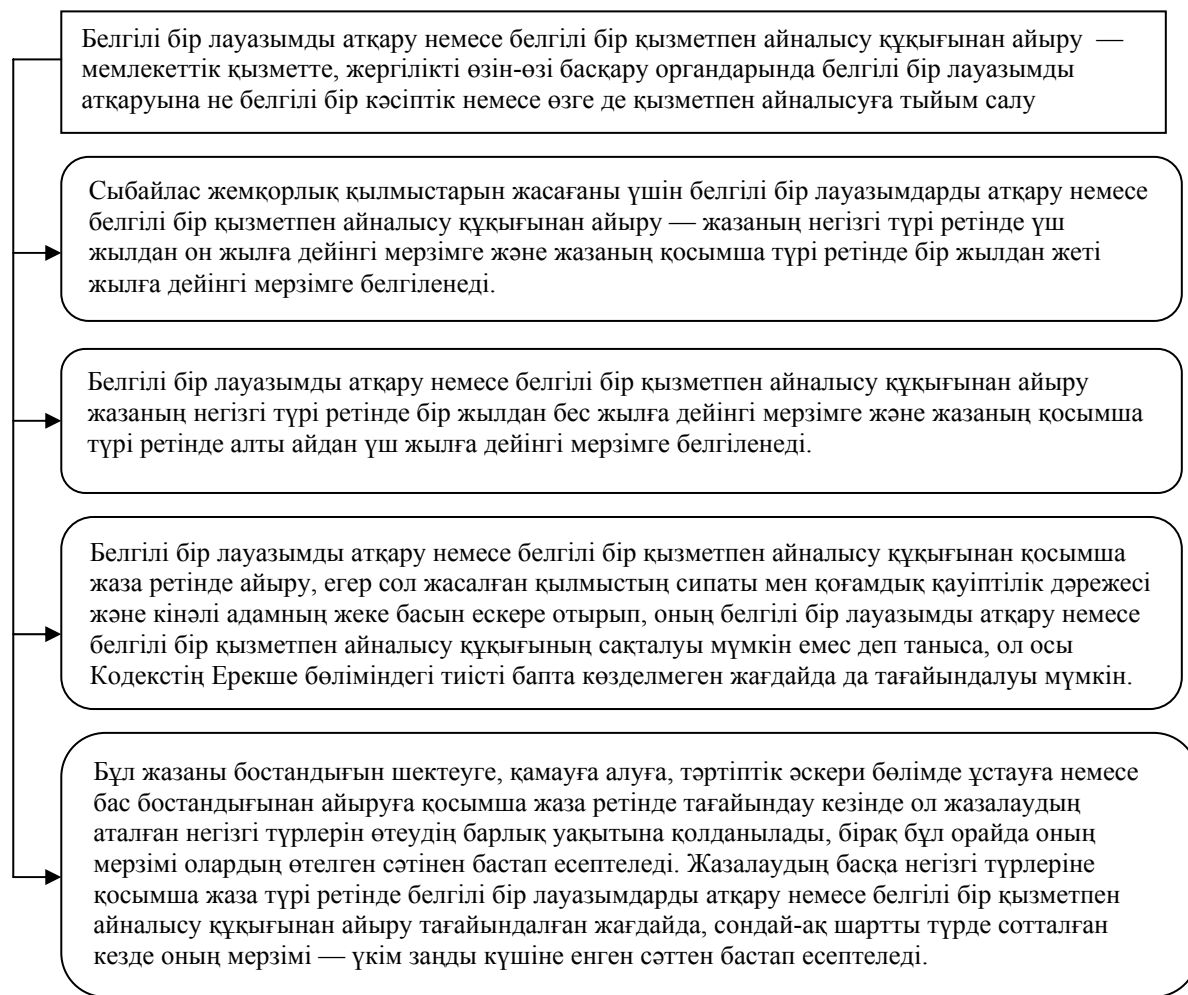 Белгілі бір лауазымды атқару немесе белгілі бір қызметпен айналысу құқығынан айыру —
мемлекеттік қызметте, жергілікті өзін-өзі басқару органдарында белгілі бір лауазымды
атқаруына не белгілі бір кәсіптік немесе өзге де қызметпен айналысуға тыйым салу
Сыбайлас жемқорлық қылмыстарын жасағаны үшін белгілі бір лауазымдарды атқару немесе
белгілі бір қызметпен айналысу құқығынан айыру — жазаның негізгі түрі ретінде үш
жылдан он жылға дейінгі мерзімге және жазаның қосымша түрі ретінде бір жылдан жеті
жылға дейінгі мерзімге белгіленеді.
Белгілі бір лауазымды атқару немесе белгілі бір қызметпен айналысу құқығынан айыру
жазаның негізгі түрі ретінде бір жылдан бес жылға дейінгі мерзімге және жазаның қосымша
түрі ретінде алты айдан үш жылға дейінгі мерзімге белгіленеді.
Белгілі бір лауазымды атқару немесе белгілі бір қызметпен айналысу құқығынан қосымша
жаза ретінде айыру, егер сол жасалған қылмыстың сипаты мен қоғамдық қауіптілік дәрежесі
және кінәлі адамның жеке басын ескере отырып, оның белгілі бір лауазымды атқару немесе
белгілі бір қызметпен айналысу құқығының сақталуы мүмкін емес деп таныса, ол осы
Кодекстің Ерекше бөліміндегі тиісті бапта көзделмеген жағдайда да тағайындалуы мүмкін.
Бұл жазаны бостандығын шектеуге, қамауға алуға, тәртіптік әскери бөлімде ұстауға немесе
бас бостандығынан айыруға қосымша жаза ретінде тағайындау кезінде ол жазалаудың
аталған негізгі түрлерін өтеудің барлық уақытына қолданылады, бірақ бұл орайда оның
мерзімі олардың өтелген сәтінен бастап есептеледі. Жазалаудың басқа негізгі түрлеріне
қосымша жаза түрі ретінде белгілі бір лауазымдарды атқару немесе белгілі бір қызметпен
айналысу құқығынан айыру тағайындалған жағдайда, сондай-ақ шартты түрде сотталған
кезде оның мерзімі — үкім заңды күшіне енген сәттен бастап есептеледі.